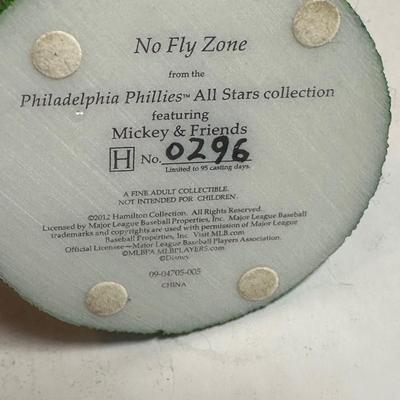 No Fly Zone
from the
Philadelphia Phillies™ All Stars collection
featuring
Mickey & Friends
H No. 0296
Limited to 95 casting days.
A FINE ADULT COLLECTIBLE.
NOT INTENDED FOR CHILDREN.
©2012 Hamilton Collection. All Rights Reserved.
Licensed by Major League Baseball Properties, Inc. Major League Baseball
trademarks and copyrights are used with permission of Major League
Baseball Properties, Inc. Visit MLB.com
Official Licensee—Major League Baseball Players Association.
©MLBPA MLBPLAYERS.com
©Disney
09-04705-005
CHINA